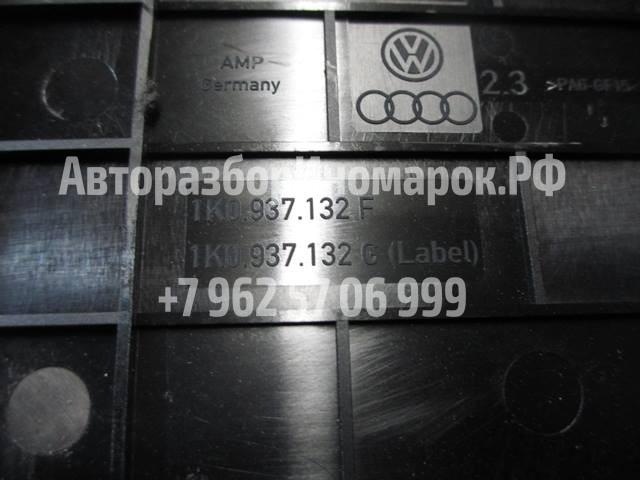 AMP
Germany
2.3
>PA6-GF15
Авторазбор-Иномарок.РФ
1K0.937.132 F
1K0.937.132 G (Label)
+7 962 57 06 999